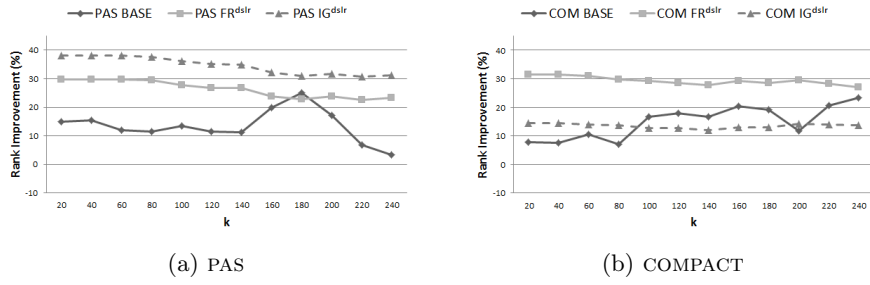 PAS BASE PAS FR^dslr PAS IG^dslr
Rank Improvement (%)
40
30
20
10
0
-10
20 40 60 80 100 120 140 160 180 200 220 240
k
(a) PAS
COM BASE COM FR^dslr COM IG^dslr
Rank Improvement (%)
40
30
20
10
0
-10
20 40 60 80 100 120 140 160 180 200 220 240
k
(b) COMPACT